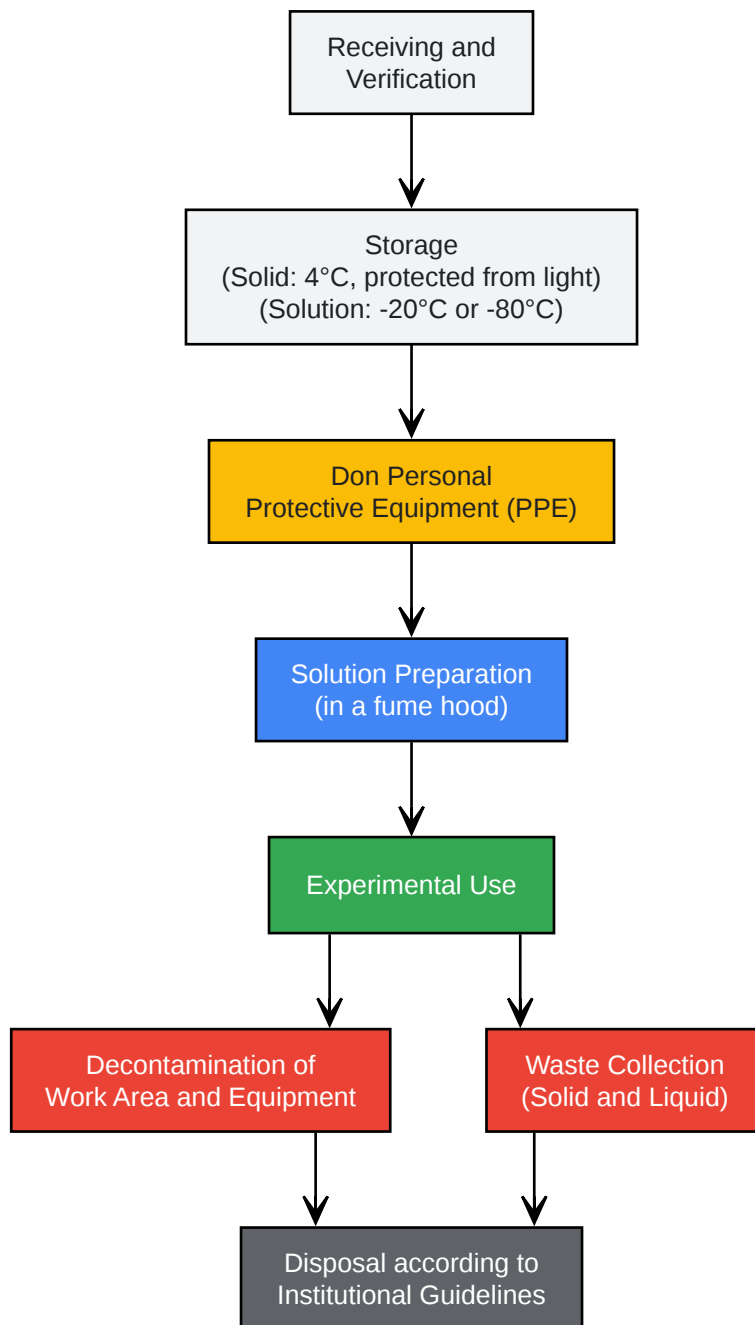 Receiving and
Verification
Storage
(Solid: 4°C, protected from light)
(Solution: -20°C or -80°C)
Don Personal
Protective Equipment (PPE)
Solution Preparation
(in a fume hood)
Experimental Use
Decontamination of
Work Area and Equipment
Waste Collection
(Solid and Liquid)
Disposal according to
Institutional Guidelines